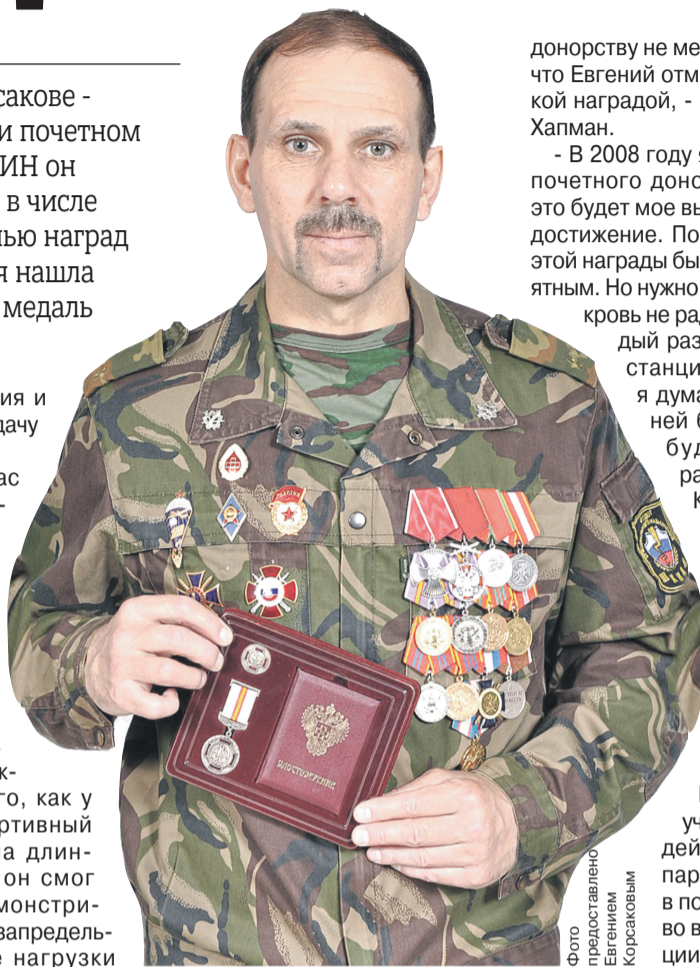 сакове -
и почетном
ИН он
в числе
ью наград
я нашла
медаль
ия и
дачу
ас
-
к-
го, как у
ртивный
а длин-
он смог
монстри-
запредель-
е нагрузки
УДОСТОВЕРЕНИЕ
ГВАРДИЯ
Фото
предоставлено
Евгением
Корсаковым
донорству не ме
что Евгений отм
кой наградой, -
Хапман.
- В 2008 году я
почетного доно
это будет мое вы
достижение. По
этой награды бы
ятным. Но нужно
кровь не рад
дый раз
станци
я дума
ней б
буд
ра
К
уч
дей
пар
в по
во в
ции